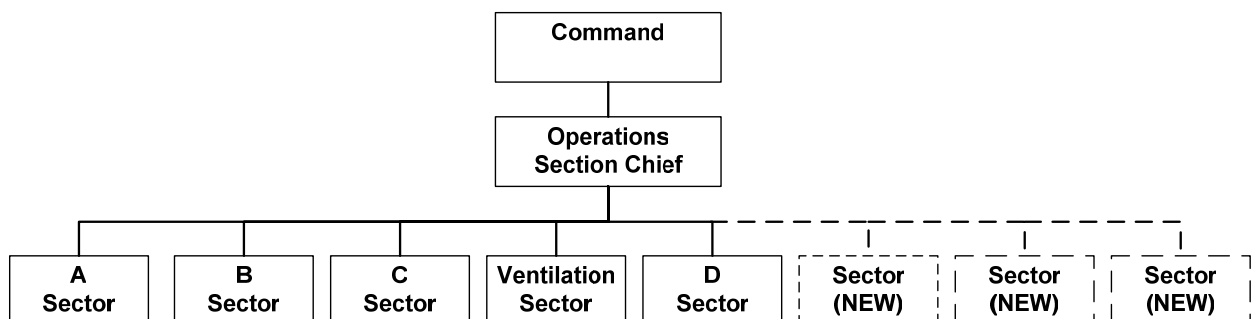 Command
Operations
Section Chief
A
Sector
B
Sector
C
Sector
Ventilation
Sector
D
Sector
Sector
(NEW)
Sector
(NEW)
Sector
(NEW)